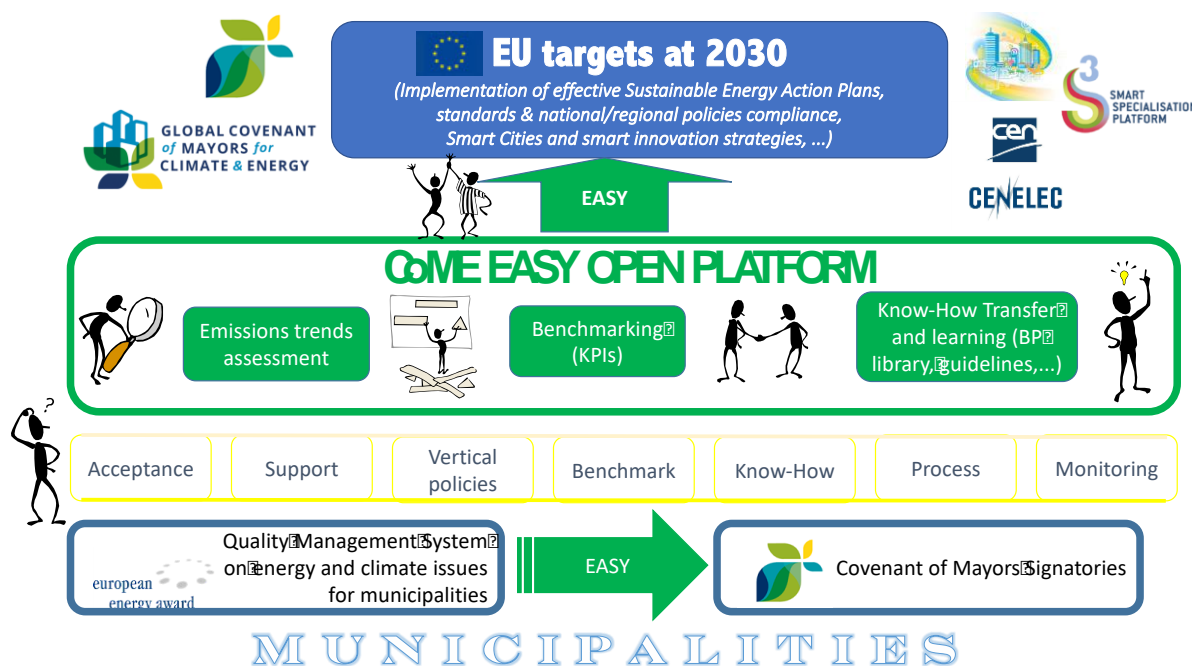 EU targets at 2030
(Implementation of effective Sustainable Energy Action Plans,
standards & national/regional policies compliance,
Smart Cities and smart innovation strategies, ...)
GLOBAL COVENANT
of MAYORS for
CLIMATE & ENERGY
3
S
SMART
SPECIALISATION
PLATFORM
cen
CENELEC
EASY
CoME EASY OPEN PLATFORM
Emissions trends
assessment
Benchmarking
(KPIs)
Know-How Transfer
and learning (BP
library, guidelines,...)
?
Acceptance
Support
Vertical
policies
Benchmark
Know-How
Process
Monitoring
european
energy award
Quality Management System
on energy and climate issues
for municipalities
EASY
Covenant of Mayors Signatories
MUNICIPALITIES